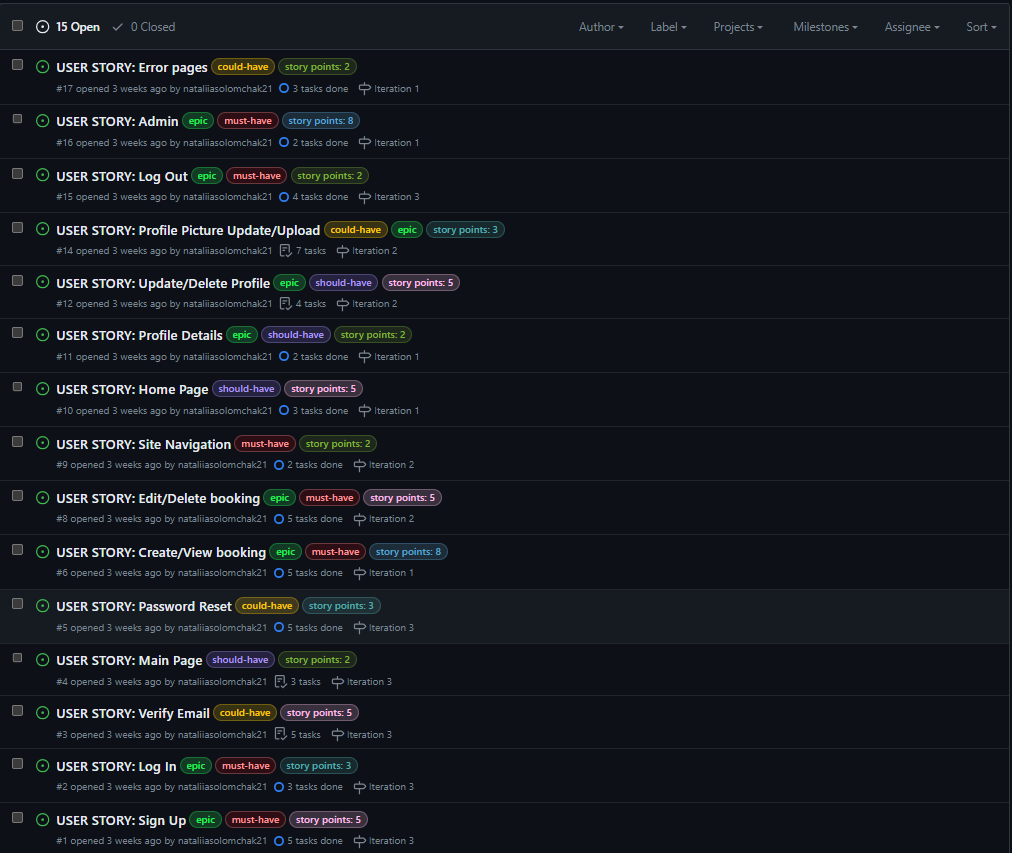 15 Open 0 Closed Author Label Projects Milestones Assignee Sort
USER STORY: Error pages could-have story points: 2
#17 opened 3 weeks ago by nataliiasolomchak21 3 tasks done Iteration 1
USER STORY: Admin epic must-have story points: 8
#16 opened 3 weeks ago by nataliiasolomchak21 2 tasks done Iteration 1
USER STORY: Log Out epic must-have story points: 2
#15 opened 3 weeks ago by nataliiasolomchak21 4 tasks done Iteration 3
USER STORY: Profile Picture Update/Upload could-have epic story points: 3
#14 opened 3 weeks ago by nataliiasolomchak21 7 tasks Iteration 2
USER STORY: Update/Delete Profile epic should-have story points: 5
#12 opened 3 weeks ago by nataliiasolomchak21 4 tasks Iteration 2
USER STORY: Profile Details epic should-have story points: 2
#11 opened 3 weeks ago by nataliiasolomchak21 2 tasks done Iteration 1
USER STORY: Home Page should-have story points: 5
#10 opened 3 weeks ago by nataliiasolomchak21 3 tasks done Iteration 1
USER STORY: Site Navigation must-have story points: 2
#9 opened 3 weeks ago by nataliiasolomchak21 2 tasks done Iteration 2
USER STORY: Edit/Delete booking epic must-have story points: 5
#8 opened 3 weeks ago by nataliiasolomchak21 5 tasks done Iteration 2
USER STORY: Create/View booking epic must-have story points: 8
#6 opened 3 weeks ago by nataliiasolomchak21 5 tasks done Iteration 1
USER STORY: Password Reset could-have story points: 3
#5 opened 3 weeks ago by nataliiasolomchak21 5 tasks done Iteration 3
USER STORY: Main Page should-have story points: 2
#4 opened 3 weeks ago by nataliiasolomchak21 3 tasks Iteration 3
USER STORY: Verify Email could-have story points: 5
#3 opened 3 weeks ago by nataliiasolomchak21 5 tasks Iteration 3
USER STORY: Log In epic must-have story points: 3
#2 opened 3 weeks ago by nataliiasolomchak21 3 tasks done Iteration 3
USER STORY: Sign Up epic must-have story points: 5
#1 opened 3 weeks ago by nataliiasolomchak21 5 tasks done Iteration 3